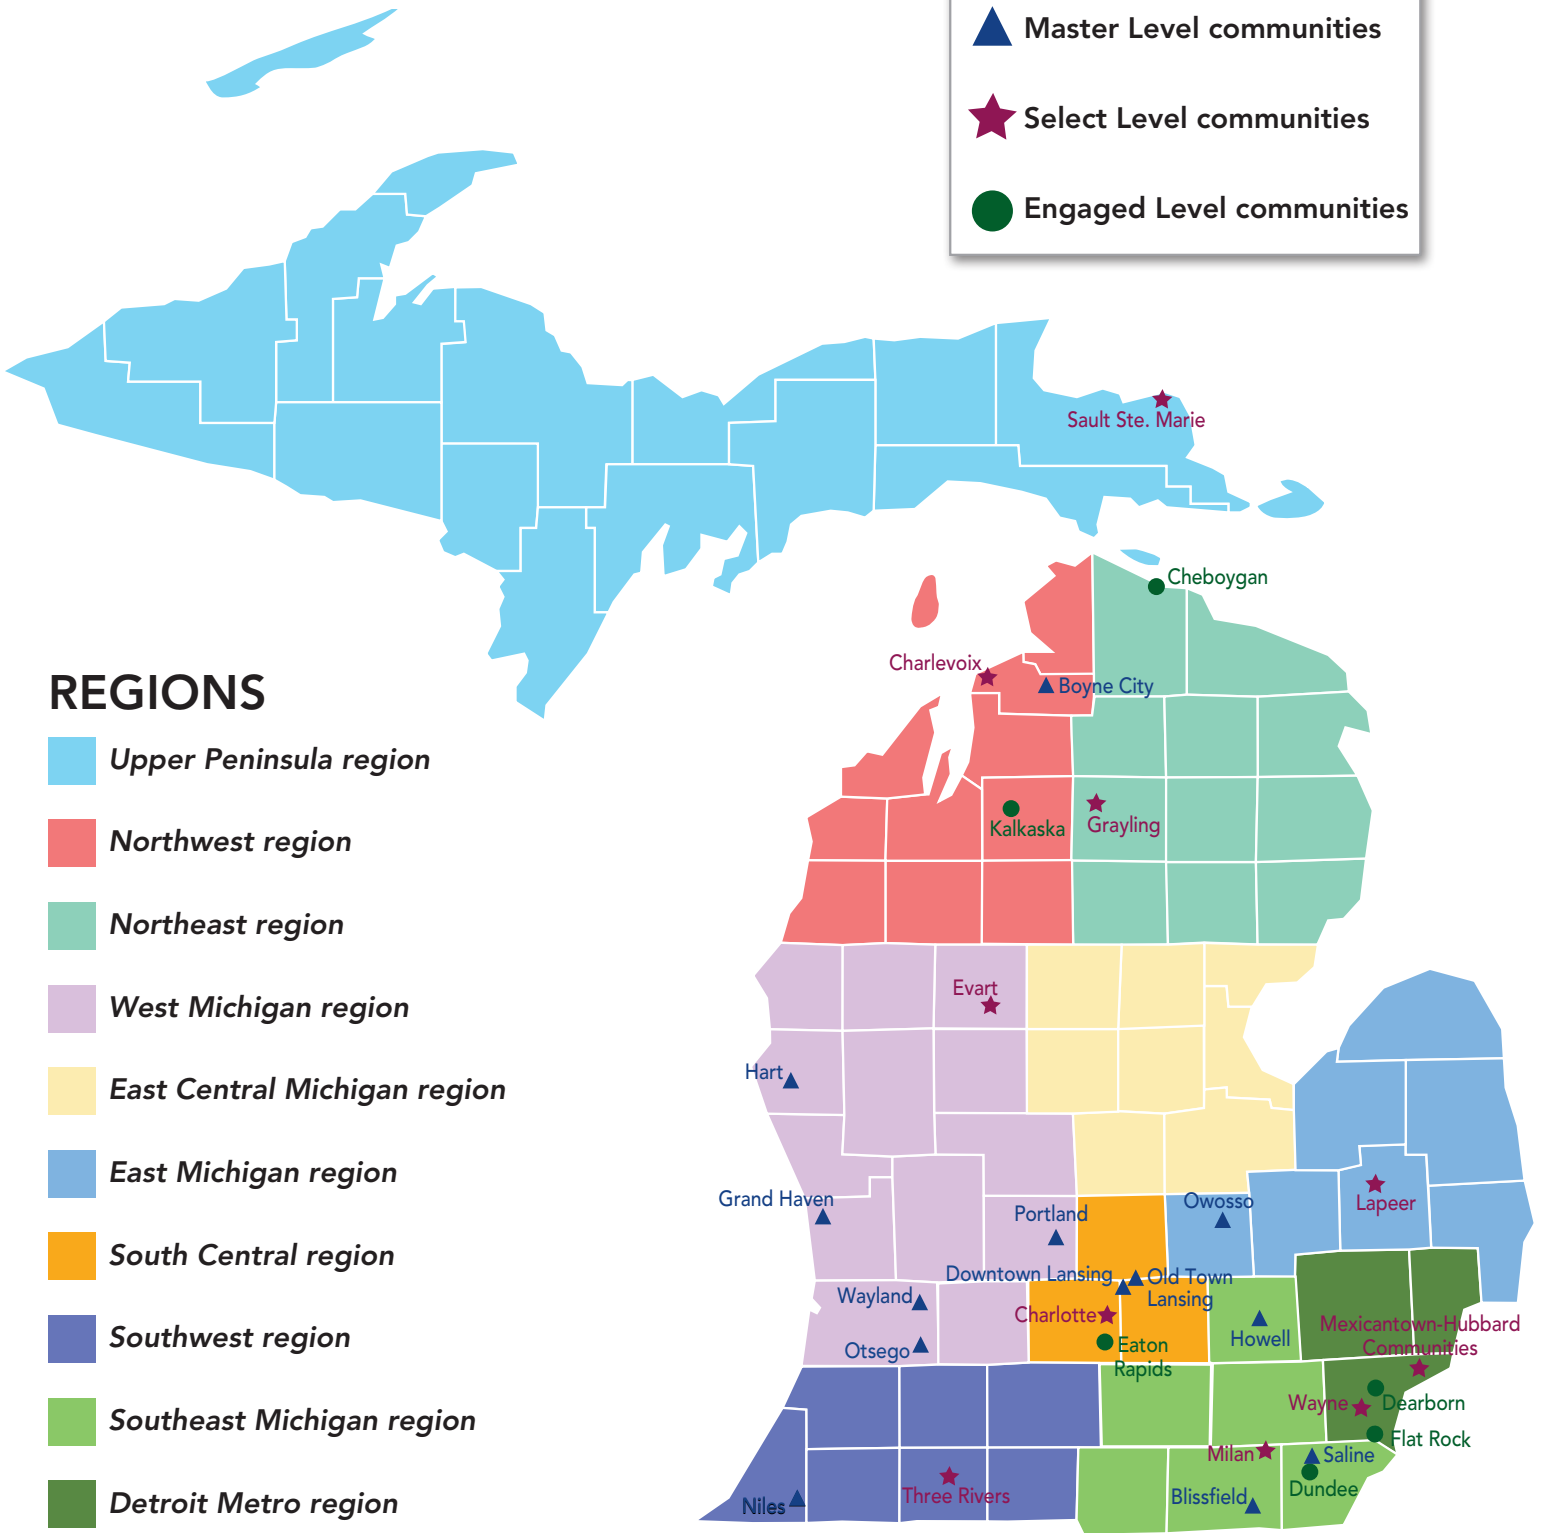 Master Level communities
Select Level communities
Engaged Level communities
Sault Ste. Marie
Cheboygan
Charlevoix
Boyne City
REGIONS
Upper Peninsula region
Northwest region
Northeast region
West Michigan region
East Central Michigan region
East Michigan region
South Central region
Southwest region
Southeast Michigan region
Detroit Metro region
Kalkaska
Grayling
Evart
Hart
Grand Haven
Portland
Owosso
Lapeer
Downtown Lansing
Old Town
Lansing
Wayland
Charlotte
Otsego
Eaton
Rapids
Howell
Mexicantown-Hubbard
Communities
Wayne
Dearborn
Flat Rock
Milan
Saline
Dundee
Blissfield
Three Rivers
Niles